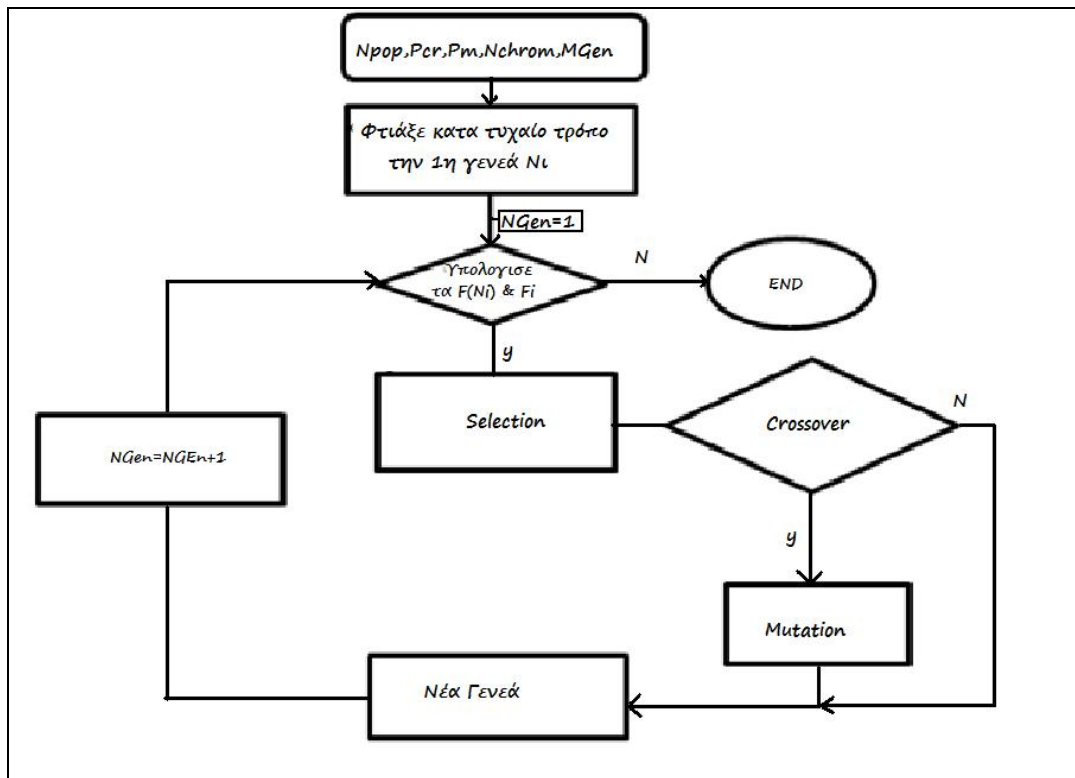 Npop,Pcr,Pm,Nchrom,MGen
Φτιάξε κατα τυχαίο τρόπο
την 1η γενεά Νι
NGen=1
Υπολογισε
τα F(Ni) & Fi
N
END
y
Selection
Crossover
N
NGen=NGEn+1
y
Mutation
Νέα Γενεά